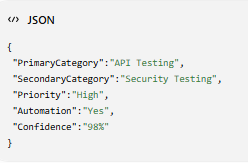 </> JSON
{
"PrimaryCategory":"API Testing",
"SecondaryCategory":"Security Testing",
"Priority":"High",
"Automation":"Yes",
"Confidence":"98%"
}